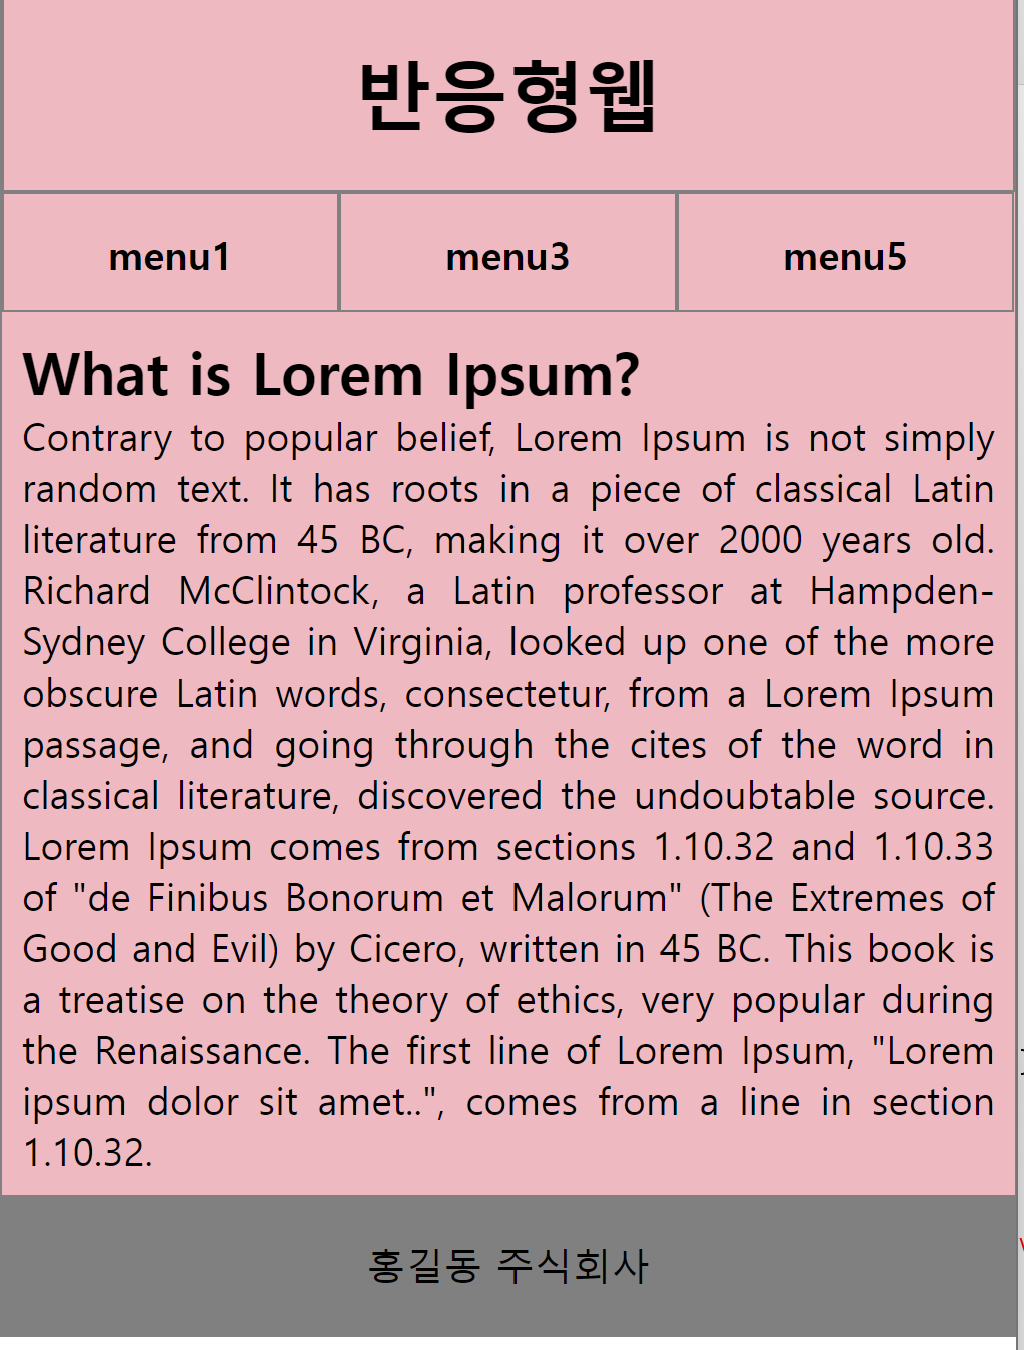 반응형웹
menu1 menu3 menu5
What is Lorem Ipsum?
Contrary to popular belief, Lorem Ipsum is not simply
random text. It has roots in a piece of classical Latin
literature from 45 BC, making it over 2000 years old.
Richard McClintock, a Latin professor at Hampden-
Sydney College in Virginia, looked up one of the more
obscure Latin words, consectetur, from a Lorem Ipsum
passage, and going through the cites of the word in
classical literature, discovered the undoubtable source.
Lorem Ipsum comes from sections 1.10.32 and 1.10.33
of "de Finibus Bonorum et Malorum" (The Extremes of
Good and Evil) by Cicero, written in 45 BC. This book is
a treatise on the theory of ethics, very popular during
the Renaissance. The first line of Lorem Ipsum, "Lorem
ipsum dolor sit amet..", comes from a line in section
1.10.32.
홍길동 주식회사